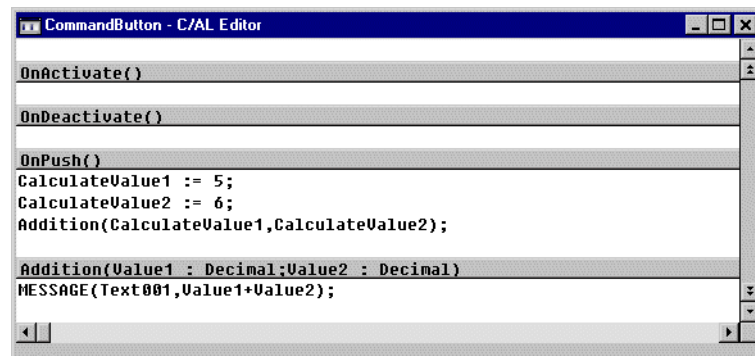 CommandButton - C/AL Editor
OnActivate()
OnDeactivate()
OnPush()
CalculateValue1 := 5;
CalculateValue2 := 6;
Addition(CalculateValue1,CalculateValue2);
Addition(Value1 : Decimal;Value2 : Decimal)
MESSAGE(Text001,Value1+Value2);